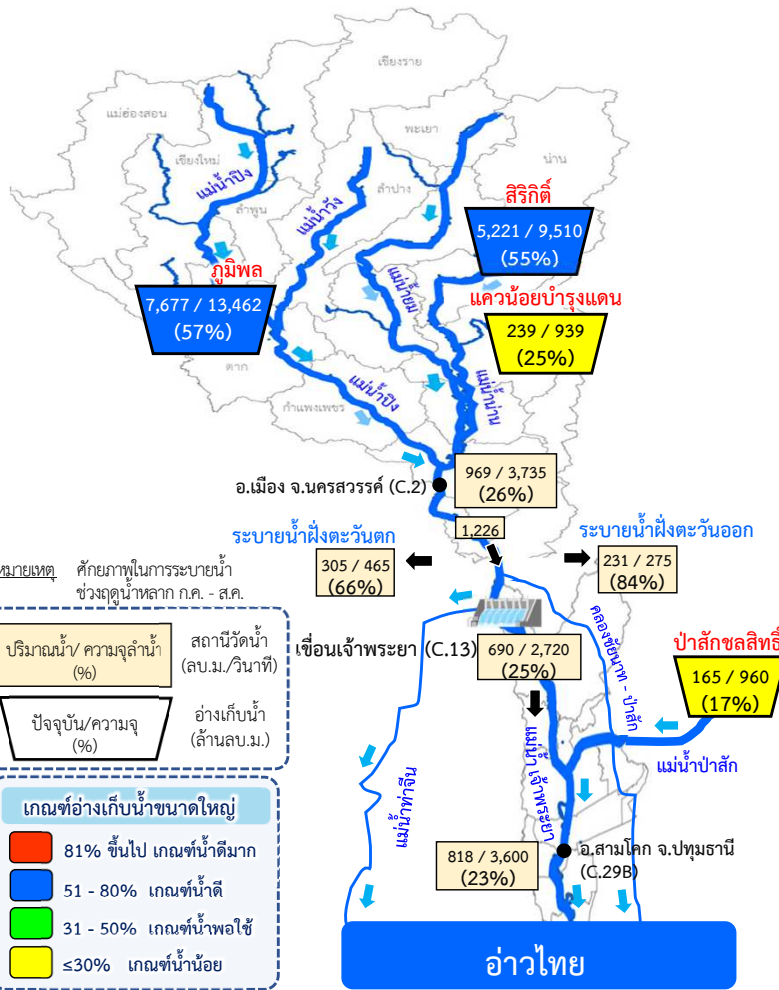 เชียงราย
แม่ฮ่องสอน
พะเยา
เชียงใหม่
น่าน
แม่น้ำปิง
ลำปาง
ลำพูน
แม่น้ำวัง
สิริกิติ์
5,221 / 9,510
(55%)
ภูมิพล
7,677 / 13,462
(57%)
แม่น้ำยม
แควน้อยบำรุงแดน
239 / 939
(25%)
ตาก
แม่น้ำปิง
แม่น้ำน่าน
กำแพงเพชร
อ.เมือง จ.นครสวรรค์ (C.2)
969 / 3,735
(26%)
1,226
ระบายน้ำฝั่งตะวันตก
305 / 465
(66%)
ระบายน้ำฝั่งตะวันออก
231 / 275
(84%)
หมายเหตุ ศักยภาพในการระบายน้ำ
ช่วงฤดูน้ำหลาก ก.ค. - ส.ค.
ปริมาณน้ำ/ ความจุลำน้ำ
(%)
สถานีวัดน้ำ
(ลบ.ม./วินาที)
ปัจจุบัน/ความจุ
(%)
อ่างเก็บน้ำ
(ล้านลบ.ม.)
เขื่อนเจ้าพระยา (C.13)
690 / 2,720
(25%)
คลองชัยนาท - ป่าสัก
ป่าสักชลสิทธิ์
165 / 960
(17%)
แม่น้ำป่าสัก
แม่น้ำเจ้าพระยา
แม่น้ำท่าจีน
เกณฑ์อ่างเก็บน้ำขนาดใหญ่
81% ขึ้นไป เกณฑ์น้ำดีมาก
51 - 80% เกณฑ์น้ำดี
31 - 50% เกณฑ์น้ำพอใช้
≤30% เกณฑ์น้ำน้อย
818 / 3,600
(23%)
อ.สามโคก จ.ปทุมธานี
(C.29B)
อ่าวไทย